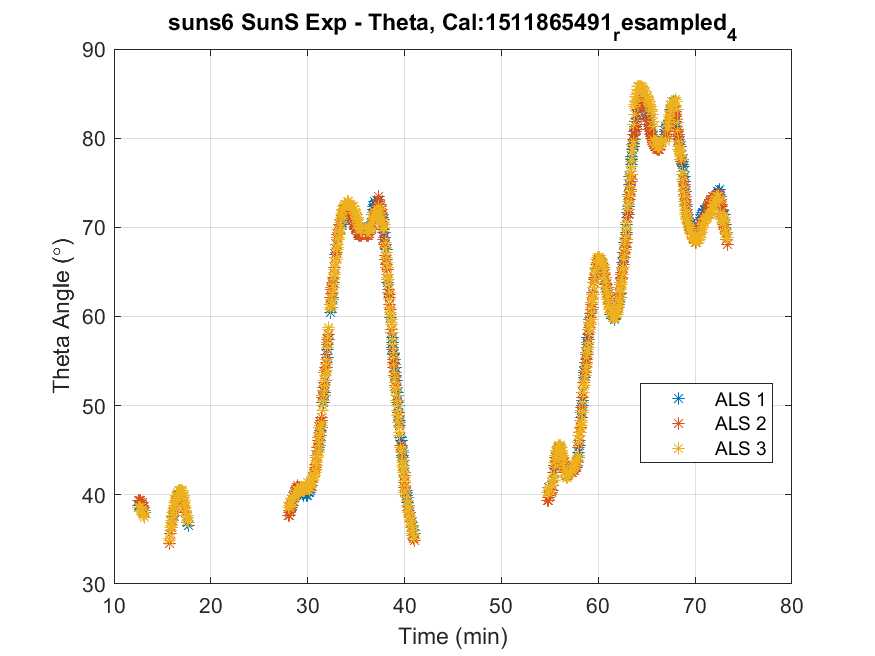 suns6 SunS Exp - Theta, Cal:1511865491resampled4
90
80
70
60
50
40
30
Theta Angle (°)
ALS 1
ALS 2
ALS 3
10 20 30 40 50 60 70 80
Time (min)